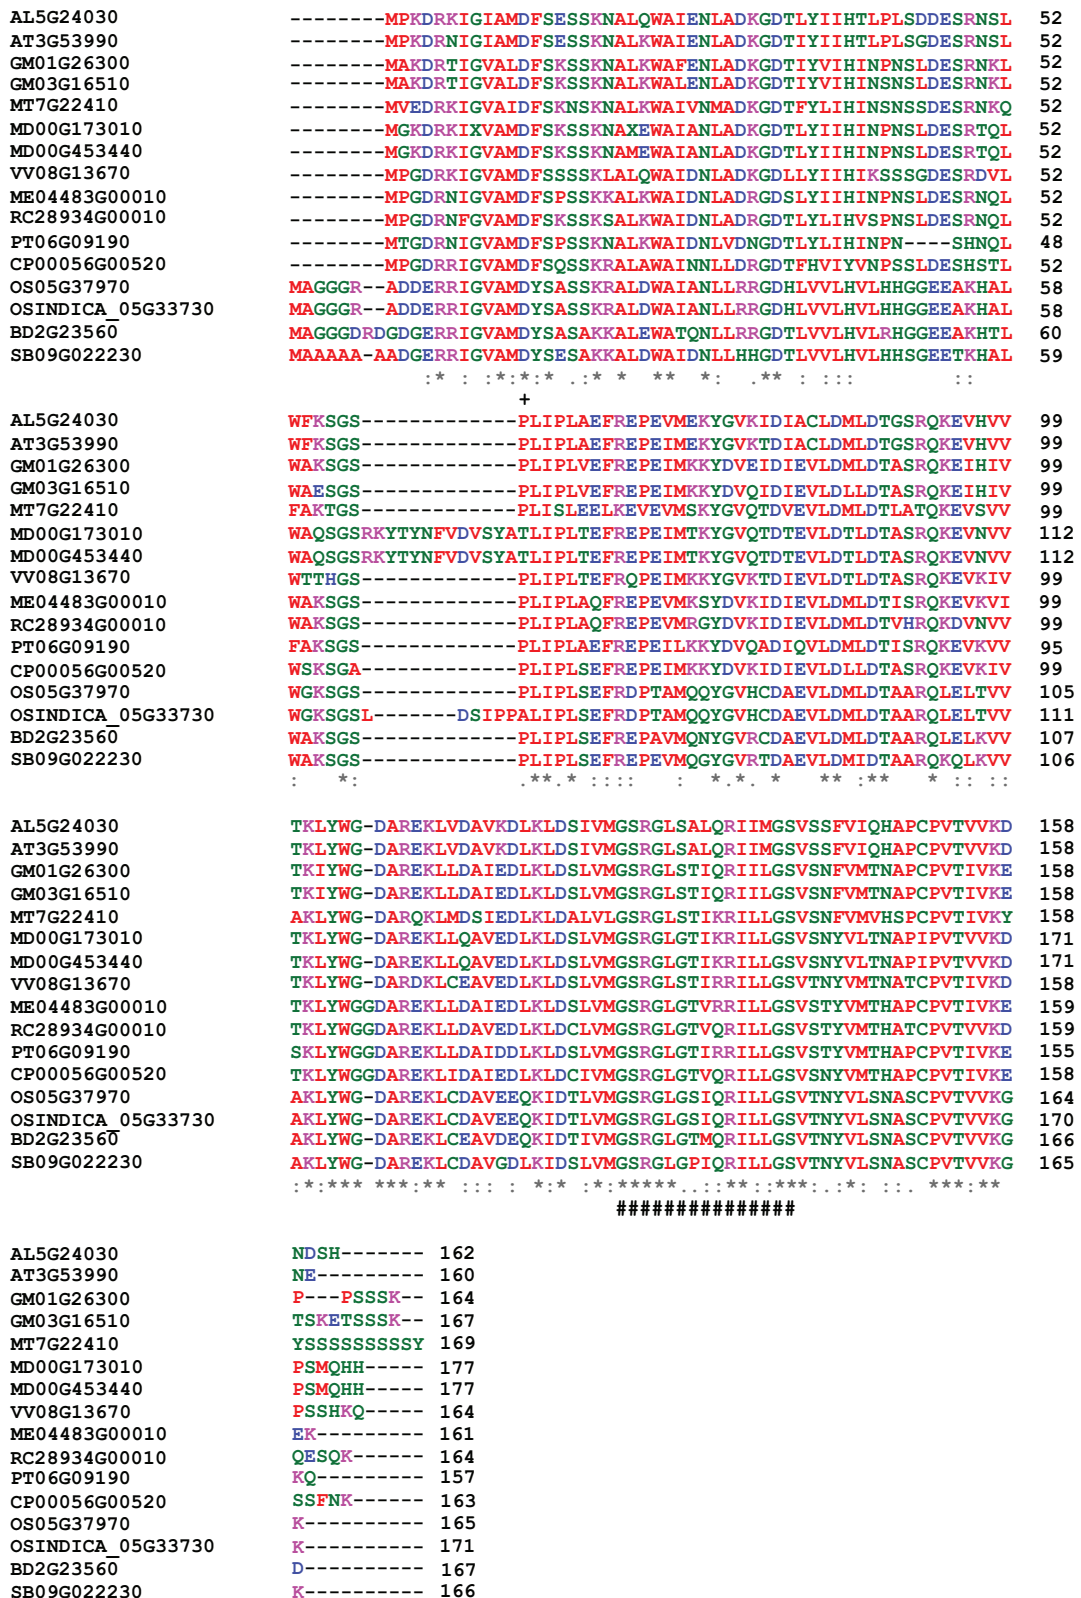 AL5G24030 --------MPKDRKIGIAMDFSESSKNALQWAIENLADKGDTLYIIHTLPLSDDESRNSL 52
AT3G53990 --------MPKDRNIGIAMDFSESSKNALKWAIENLADKGDTIYIIHTLPLSGDESRNSL 52
GM01G26300 --------MAKDRTIGVALDFSKSSKNALKWAFENLADKGDTIYVIHINPNSLDESRNKL 52
GM03G16510 --------MAKDRTIGVALDFSKSSKNALKWALENLADKGDTIYVIHINPNSLDESRNKL 52
MT7G22410 --------MVEDRKIGVAIDFSKNSKNALKWAIVNMADKGDTFYLIHINSNSSDESRNKQ 52
MD00G173010 --------MGKDRKIXVAMDFSKSSKNAXEWAIANLADKGDTLYIIHINPNSLDESRTQL 52
MD00G453440 --------MGKDRKIGVAMDFSKSSKNAMEWAIANLADKGDTLYIIHINPNSLDESRTQL 52
VV08G13670 --------MPGDRKIGVAMDFSSSSKLALQWAIDNLADKGDLLYIIHIKSSSGDESRDVL 52
ME04483G00010 --------MPGDRNIGVAMDFSPSSKKALKWAIDNLADRGDSLYIIHINPNSLDESRNQL 52
RC28934G00010 --------MPGDRNFGVAMDFSKSSKSALKWAIDNLADRGDTLYLIHVSPNSLDESRNQL 52
PT06G09190 --------MTGDRNIGVAMDFSPSSKNALKWAIDNLVDNGDTLYLIHINPN----SHNQL 48
CP00056G00520 --------MPGDRRIGVAMDFSQSSKRALAWAINNLLDRGDTFHVIYVNPSSLDESHSTL 52
OS05G37970 MAGGGR--ADDERRIGVAMDYSASSKRALDWAIANLLRRGDHLVVLHVLHHGGEEAKHAL 58
OSINDICA_05G33730 MAGGGR--ADDERRIGVAMDYSASSKRALDWAIANLLRRGDHLVVLHVLHHGGEEAKHAL 58
BD2G23560 MAGGGDRDGDGERRIGVAMDYSASAKKALEWATQNLLRRGDTLVVLHVLRHGGEEAKHTL 60
SB09G022230 MAAAAA-AADGERRIGVAMDYSESAKKALDWAIDNLLHHGDTLVVLHVLHHSGEETKHAL 59
:* : :*:*:* .:* * ** *: .** : ::: ::
+
AL5G24030 WFKSGS-------------PLIPLAEFREPEVMEKYGVKIDIACLDMLDTGSRQKEVHVV 99
AT3G53990 WFKSGS-------------PLIPLAEFREPEIMEKYGVKTDIACLDMLDTGSRQKEVHVV 99
GM01G26300 WAKSGS-------------PLIPLVEFREPEIMKKYDVEIDIEVLDMLDTASRQKEIHIV 99
GM03G16510 WAESGS-------------PLIPLVEFREPEIMKKYDVQIDIEVLDLLDTASRQKEIHIV 99
MT7G22410 FAKTGS-------------PLISLEELKEVEVMSKYGVQTDVEVLDMLDTLATQKEVSVV 99
MD00G173010 WAQSGSRKYTYNFVDVSYATLIPLTEFREPEIMTKYGVQTDTEVLDTLDTASRQKEVNVV 112
MD00G453440 WAQSGSRKYTYNFVDVSYATLIPLTEFREPEIMTKYGVQTDTEVLDTLDTASRQKEVNVV 112
VV08G13670 WTTHGS-------------PLIPLTEFRQPEIMKKYGVKTDIEVLDTLDTASRQKEVKIV 99
ME04483G00010 WAKSGS-------------PLIPLAQFREPEVMKSYDVKIDIEVLDMLDTISRQKEVKVI 99
RC28934G00010 WAKSGS-------------PLIPLAQFREPEVMRGYDVKIDIEVLDMLDTVHRQKDVNVV 99
PT06G09190 FAKSGS-------------PLIPLAEFREPEILKKYDVQADIQVLDMLDTISRQKEVKVV 95
CP00056G00520 WSKSGA-------------PLIPLSEFREPEIMKKYDVKIDIEVLDLLDTASRQKEVKIV 99
OS05G37970 WGKSGS-------------PLIPLSEFRDPTAMQQYGVHCDAEVLDMLDTAARQLELTVV 105
OSINDICA_05G33730 WGKSGSL-------DSIPPALIPLSEFRDPTAMQQYGVHCDAEVLDMLDTAARQLELTVV 111
BD2G23560 WAKSGS-------------PLIPLSEFREPAVMQNYGVRCDAEVLDMLDTAARQLELKVV 107
SB09G022230 WAKSGS-------------PLIPLSEFREPEVMQGYGVRTDAEVLDMIDTAARQKQLKVV 106
: *: .**.* :::: : *.*.* * ** :** * :: ::
AL5G24030 TKLYWG-DAREKLVDAVKDLKLDSIVMGSRGLSALQRIIMGSVSSFVIQHAPCPVTVVKD 158
AT3G53990 TKLYWG-DAREKLVDAVKDLKLDSIVMGSRGLSALQRIIMGSVSSFVIQHAPCPVTVVKD 158
GM01G26300 TKIYWG-DAREKLLDAIEDLKLDSLVMGSRGLSTIQRIILGSVSNFVMTNAPCPVTIVKE 158
GM03G16510 TKIYWG-DAREKLLDAIEDLKLDSLVMGSRGLSTIQRIILGSVSNFVMTNAPCPVTIVKE 158
MT7G22410 AKLYWG-DARQKLMDSIEDLKLDALVLGSRGLSTIKRILLGSVSNFVMVHSPCPVTIVKY 158
MD00G173010 TKLYWG-DAREKLLQAVEDLKLDSLVMGSRGLGTIKRILLGSVSNYVLTNAPIPVTVVKD 171
MD00G453440 TKLYWG-DAREKLLQAVEDLKLDSLVMGSRGLGTIKRILLGSVSNYVLTNAPIPVTVVKD 171
VV08G13670 TKLYWG-DARDKLCEAVEDLKLDSLVMGSRGLSTIRRILLGSVTNYVMTNATCPVTIVKD 158
ME04483G00010 TKLYWGGDAREKLLDAIEDLKLDSLVMGSRGLGTVRRILLGSVSTYVMTHAPCPVTIVKE 159
RC28934G00010 TKLYWGGDAREKLLDAVEDLKLDCLVMGSRGLGTVQRILLGSVSTYVMTHATCPVTVVKD 159
PT06G09190 SKLYWGGDAREKLLDAIDDLKLDSLVMGSRGLGTIRRILLGSVSTYVMTHAPCPVTIVKE 155
CP00056G00520 TKLYWGGDAREKLIDAIEDLKLDCIVMGSRGLGTVQRILLGSVSNYVMTHAPCPVTIVKE 158
OS05G37970 AKLYWG-DAREKLCDAVEEQKIDTLVMGSRGLGSIQRILLGSVTNYVLSNASCPVTVVKG 164
OSINDICA_05G33730 AKLYWG-DAREKLCDAVEEQKIDTLVMGSRGLGSIQRILLGSVTNYVLSNASCPVTVVKG 170
BD2G23560 AKLYWG-DAREKLCEAVDEQKIDTIVMGSRGLGTMQRILLGSVTNYVLSNASCPVTVVKG 166
SB09G022230 AKLYWG-DAREKLCDAVGDLKIDSLVMGSRGLGPIQRILLGSVTNYVLSNASCPVTVVKG 165
:*:*** ***:** ::: : *:* :*:*****..::**::***:.:*: ::. ***:**
###############
AL5G24030 NDSH------- 162
AT3G53990 NE--------- 160
GM01G26300 P---PSSSK-- 164
GM03G16510 TSKETSSSK-- 167
MT7G22410 YSSSSSSSSSY 169
MD00G173010 PSMQHH----- 177
MD00G453440 PSMQHH----- 177
VV08G13670 PSSHKQ----- 164
ME04483G00010 EK--------- 161
RC28934G00010 QESQK------ 164
PT06G09190 KQ--------- 157
CP00056G00520 SSFNK------ 163
OS05G37970 K---------- 165
OSINDICA_05G33730 K---------- 171
BD2G23560 D---------- 167
SB09G022230 K---------- 166